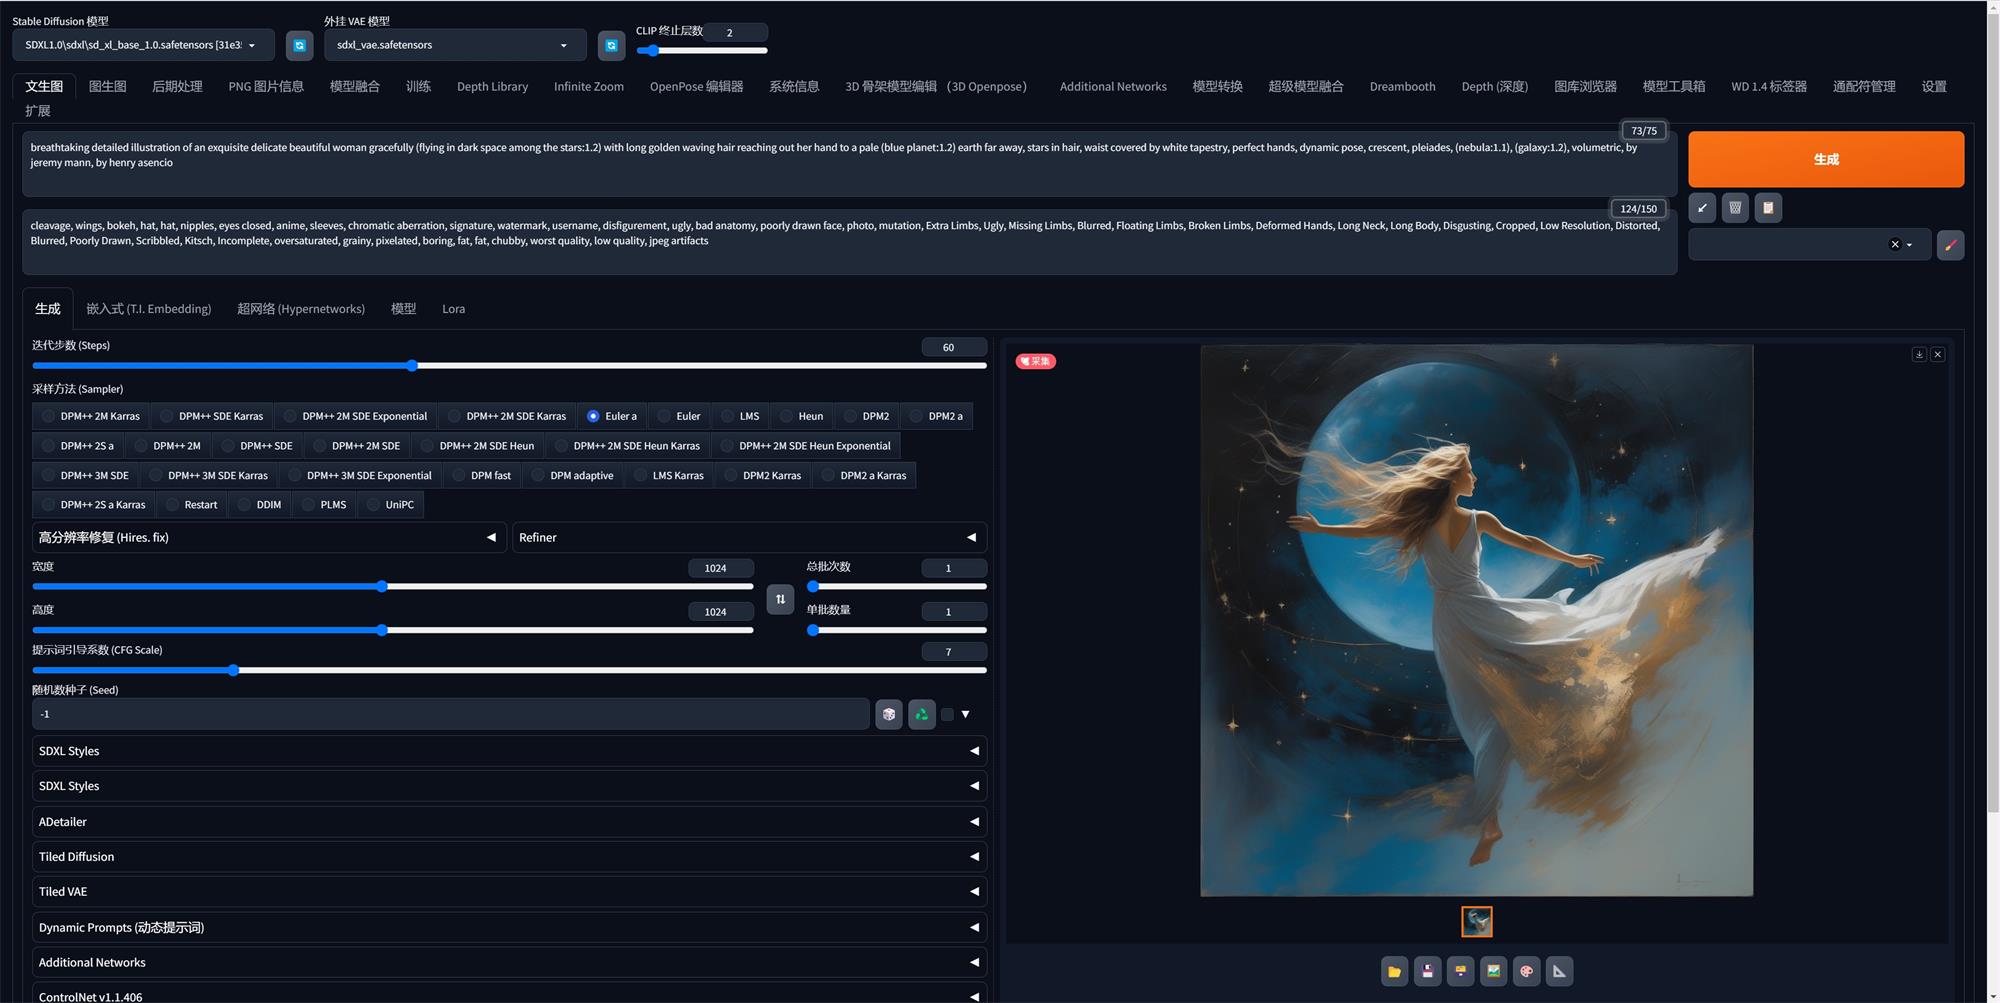 Stable Diffusion 模型
外挂 VAE 模型
CLIP 终止层数
2
SDXL1.0\sdxl\sd_xl_base_1.0.safetensors [31e3
sdxl_vae.safetensors
文生图 图生图 后期处理 PNG 图片信息 模型融合 训练 Depth Library Infinite Zoom OpenPose 编辑器 系统信息 3D 骨架模型编辑 （3D Openpose） Additional Networks 模型转换 超级模型融合 Dreambooth Depth (深度) 图库浏览器 模型工具箱 WD 1.4 标签器 通配符管理 设置
扩展
73/75
breathtaking detailed illustration of an exquisite delicate beautiful woman gracefully (flying in dark space among the stars:1.2) with long golden waving hair reaching out her hand to a pale (blue planet:1.2) earth far away, stars in hair, waist covered by white tapestry, perfect hands, dynamic pose, crescent, pleiades, (nebula:1.1), (galaxy:1.2), volumetric, by
jeremy mann, by henry asencio
生成
124/150
cleavage, wings, bokeh, hat, hat, nipples, eyes closed, anime, sleeves, chromatic aberration, signature, watermark, username, disfigurement, ugly, bad anatomy, poorly drawn face, photo, mutation, Extra Limbs, Ugly, Missing Limbs, Blurred, Floating Limbs, Broken Limbs, Deformed Hands, Long Neck, Long Body, Disgusting, Cropped, Low Resolution, Distorted,
Blurred, Poorly Drawn, Scribbled, Kitsch, Incomplete, oversaturated, grainy, pixelated, boring, fat, fat, chubby, worst quality, low quality, jpeg artifacts
生成 嵌入式 (T.I. Embedding) 超网络 (Hypernetworks) 模型 Lora
迭代步数 (Steps)
60
采样方法 (Sampler)
DPM++ 2M Karras DPM++ SDE Karras DPM++ 2M SDE Exponential DPM++ 2M SDE Karras Euler a Euler LMS Heun DPM2 DPM2 a
DPM++ 2S a DPM++ 2M DPM++ SDE DPM++ 2M SDE DPM++ 2M SDE Heun DPM++ 2M SDE Heun Karras DPM++ 2M SDE Heun Exponential
DPM++ 3M SDE DPM++ 3M SDE Karras DPM++ 3M SDE Exponential DPM fast DPM adaptive LMS Karras DPM2 Karras DPM2 a Karras
DPM++ 2S a Karras Restart DDIM PLMS UniPC
高分辨率修复 (Hires. fix)
Refiner
宽度
1024
总批次数
1
高度
1024
单批数量
1
提示词引导系数 (CFG Scale)
7
随机数种子 (Seed)
-1
SDXL Styles
SDXL Styles
ADetailer
Tiled Diffusion
Tiled VAE
Dynamic Prompts (动态提示词)
Additional Networks
ControlNet v1.1.406
采集